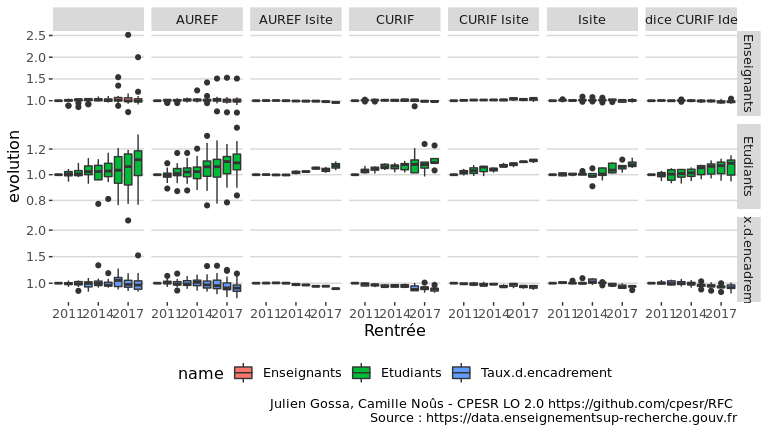 AUREF AUREF Isite CURIF CURIF Isite Isite dice CURIF Ide
2.5
2.0
1.5
1.0
Enseignants
1.2
1.0
0.8
Etudiants
2.0
1.0
x.d.encadrem
evolution
2011 2014 2017 2011 2014 2017 2011 2014 2017 2011 2014 2017 2011 2014 2017 2011 2014 2017 2011 2014 2017
Rentrée
name Enseignants Etudiants Taux.d.encadrement
Julien Gossa, Camille Noûs - CPESR LO 2.0 https://github.com/cpesr/RFC
Source : https://data.enseignementsup-recherche.gouv.fr